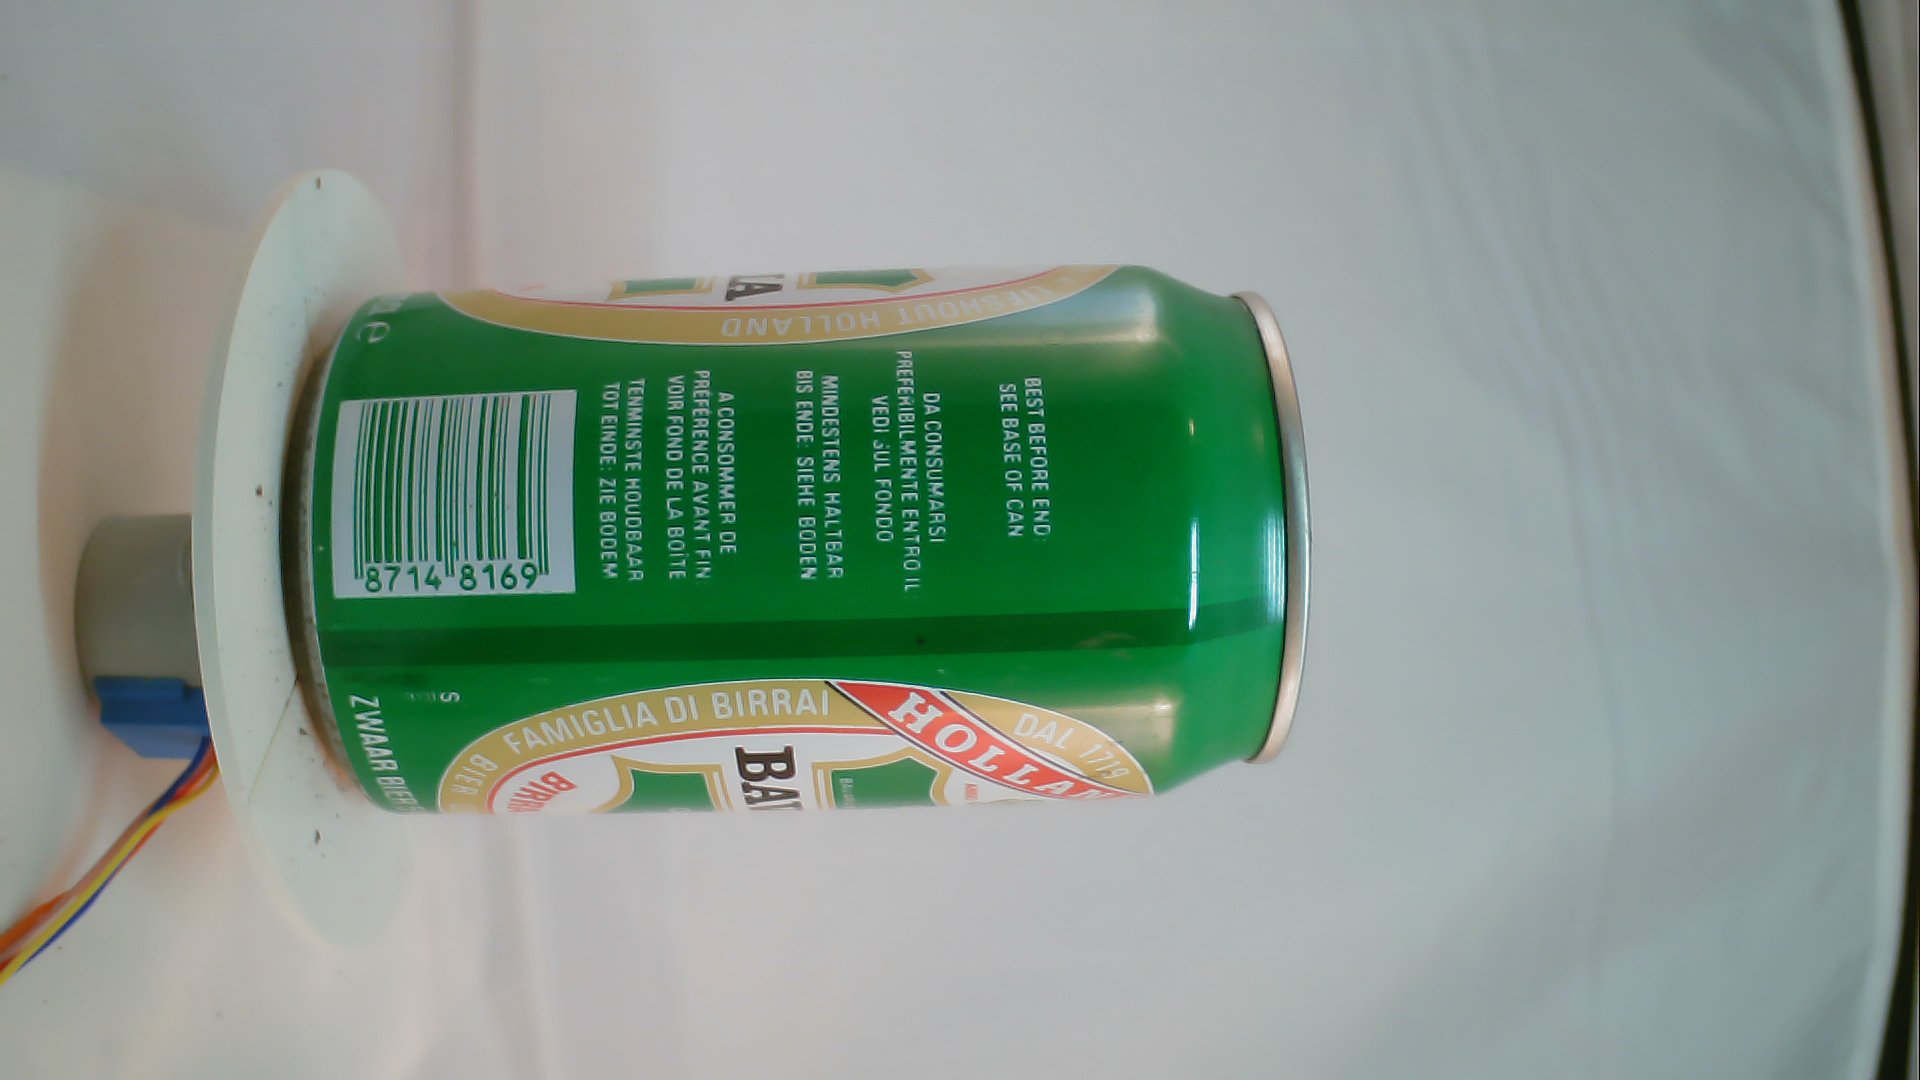 BEST BEFORE END:
SEE BASE OF CAN
DA CONSUMARSI
PREFERIBILMENTE ENTRO IL
VEDI SUL FONDO
MINDESTENS HALTBAR
BIS ENDE: SIEHE BODEN
A CONSOMMER DE
PRÉFÉRENCE AVANT FIN
VOIR FOND DE LA BOÎTE
TENMINSTE HOUDBAAR
TOT EINDE: ZIE BODEM
8714 8169
LIESHOUT HOLLAND
IA
e
DAL 1719
FAMIGLIA DI BIRRAI
BIER
ZWAAR BIER